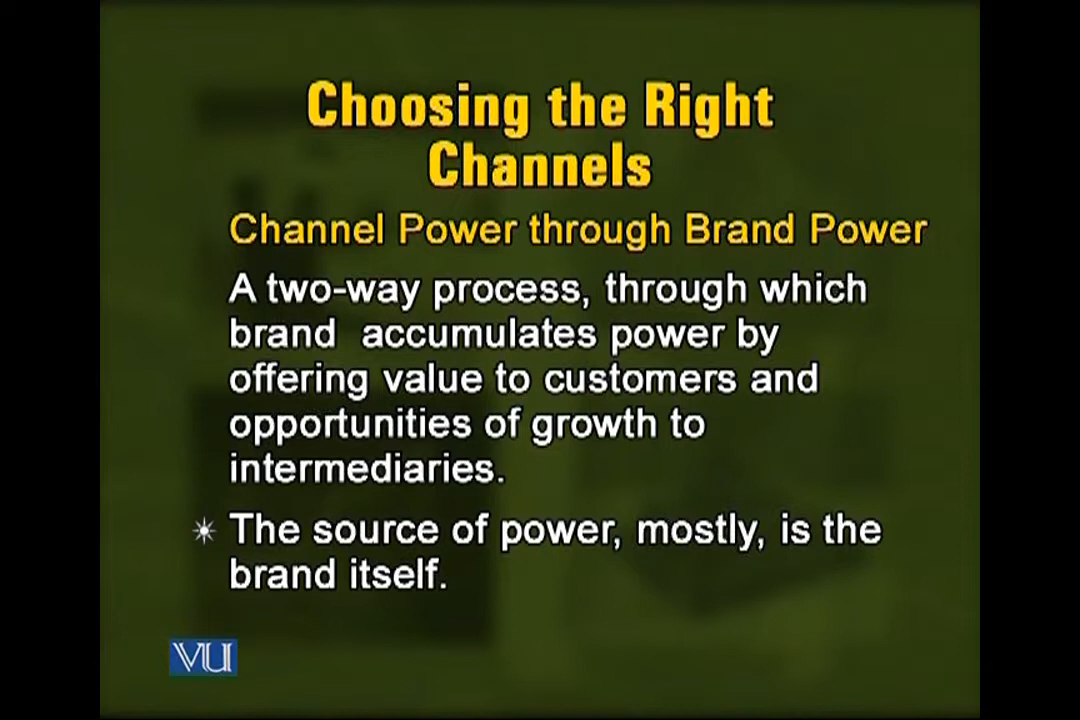 Choosing the Right
Channels
Channel Power through Brand Power
A two-way process, through which
brand accumulates power by
offering value to customers and
opportunities of growth to
intermediaries.
The source of power, mostly, is the
brand itself.
VU